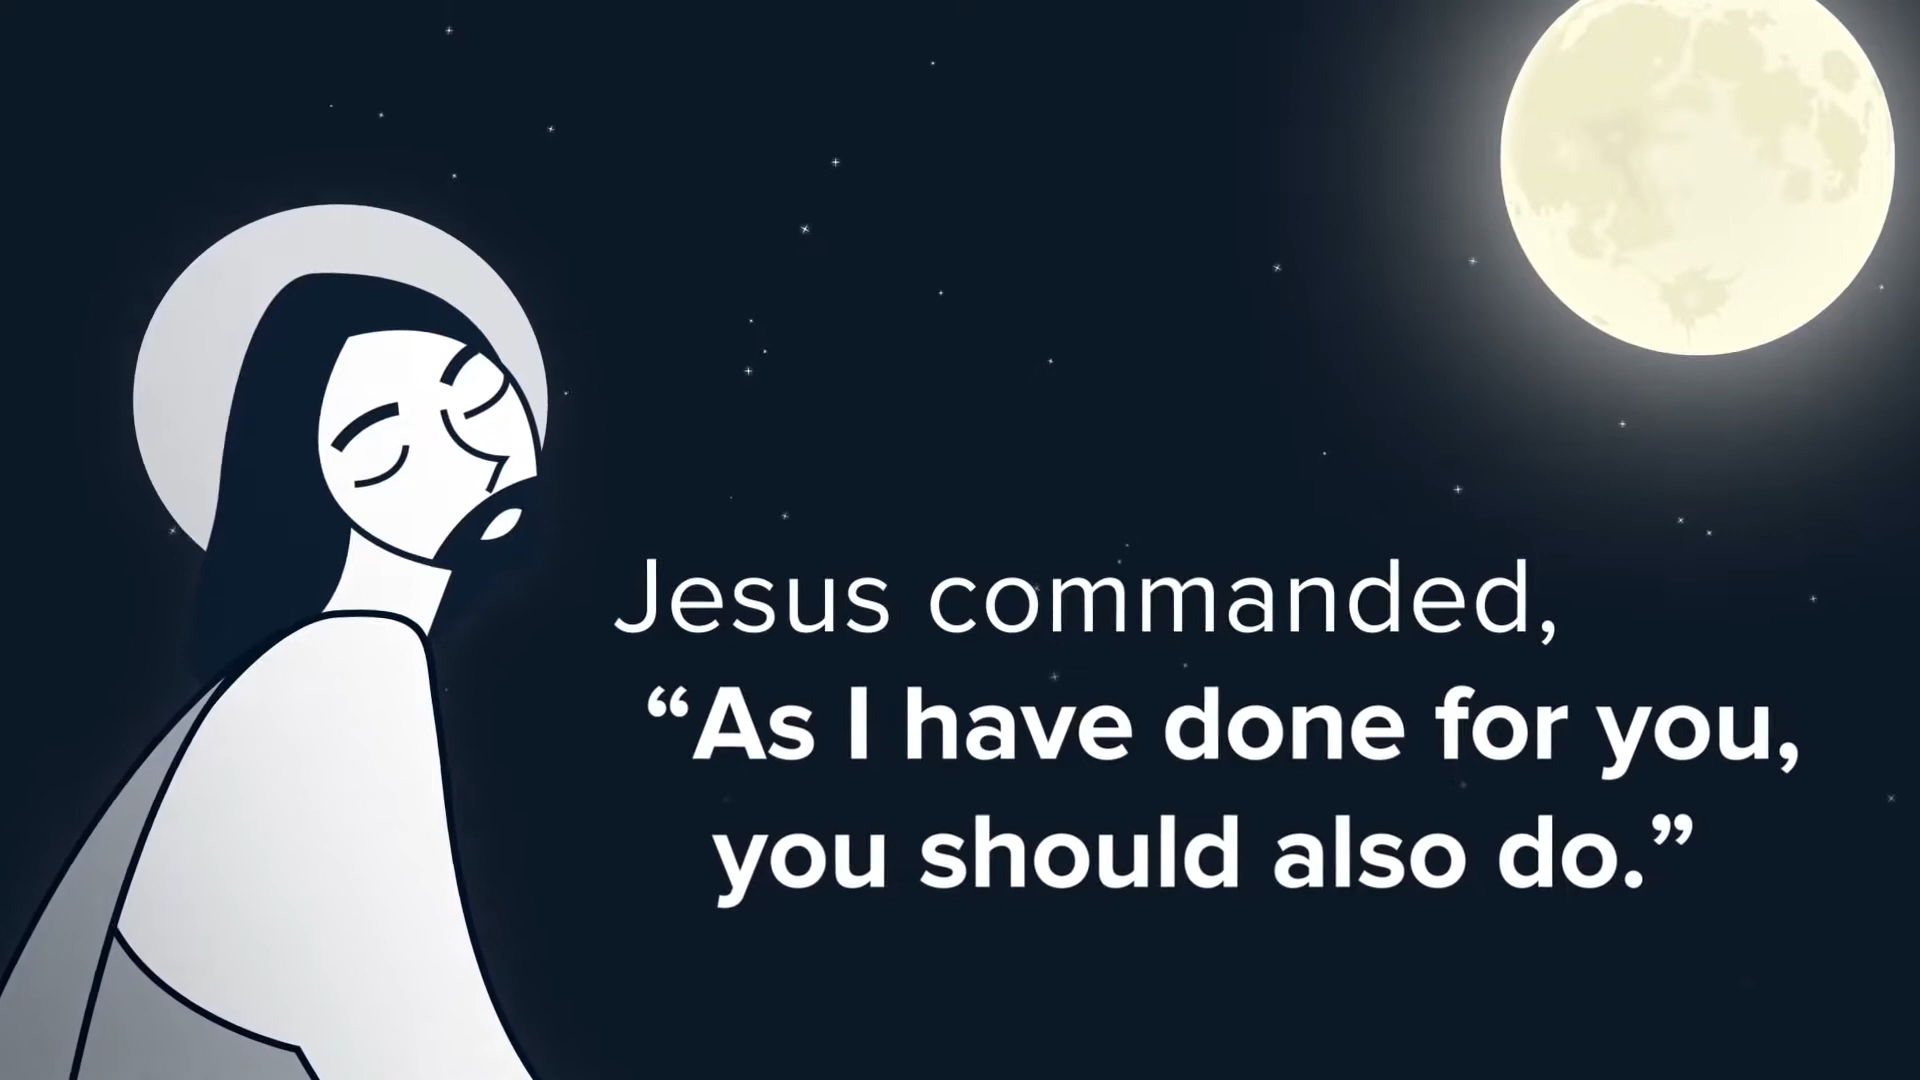 Jesus commanded,
“As I have done for you,
you should also do.”